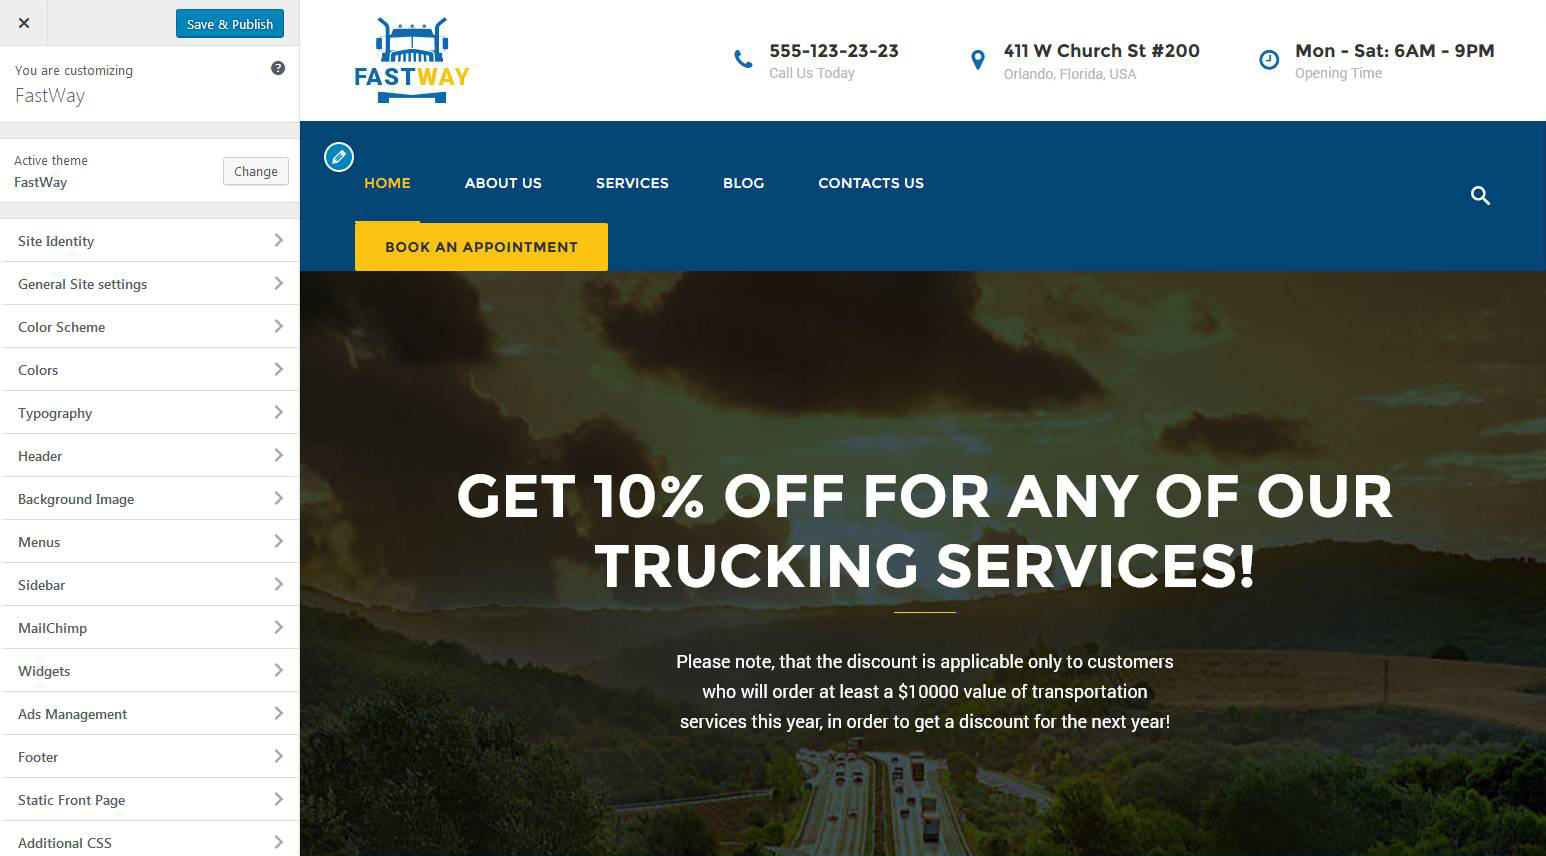 Save & Publish
You are customizing
FastWay
Active theme
FastWay
Change
Site Identity
General Site settings
Color Scheme
Colors
Typography
Header
Background Image
Menus
Sidebar
MailChimp
Widgets
Ads Management
Footer
Static Front Page
Additional CSS
FASTWAY
555-123-23-23
Call Us Today
411 W Church St #200
Orlando, Florida, USA
Mon - Sat: 6AM - 9PM
Opening Time
HOME
ABOUT US
SERVICES
BLOG
CONTACTS US
BOOK AN APPOINTMENT
GET 10% OFF FOR ANY OF OUR
TRUCKING SERVICES!
Please note, that the discount is applicable only to customers
who will order at least a $10000 value of transportation
services this year, in order to get a discount for the next year!